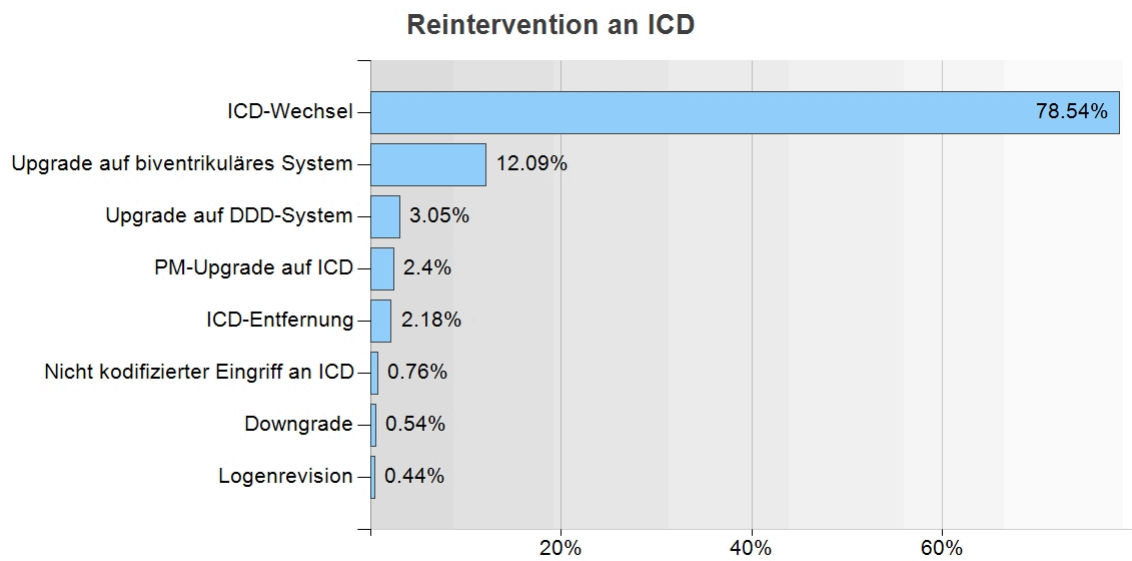 Reintervention an ICD
ICD-Wechsel 78.54%
Upgrade auf biventrikuläres System 12.09%
Upgrade auf DDD-System 3.05%
PM-Upgrade auf ICD 2.4%
ICD-Entfernung 2.18%
Nicht kodifizierter Eingriff an ICD 0.76%
Downgrade 0.54%
Logenrevision 0.44%
20% 40% 60%